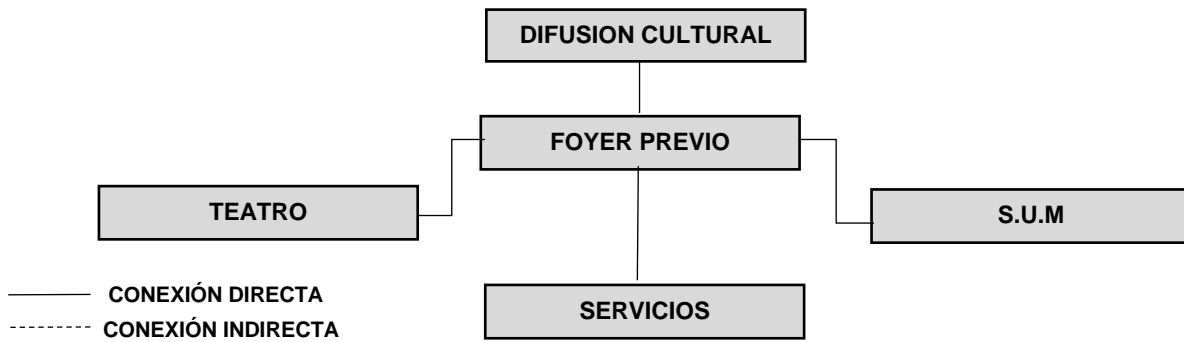 DIFUSION CULTURAL
FOYER PREVIO
TEATRO
S.U.M
SERVICIOS
CONEXIÓN DIRECTA
CONEXIÓN INDIRECTA